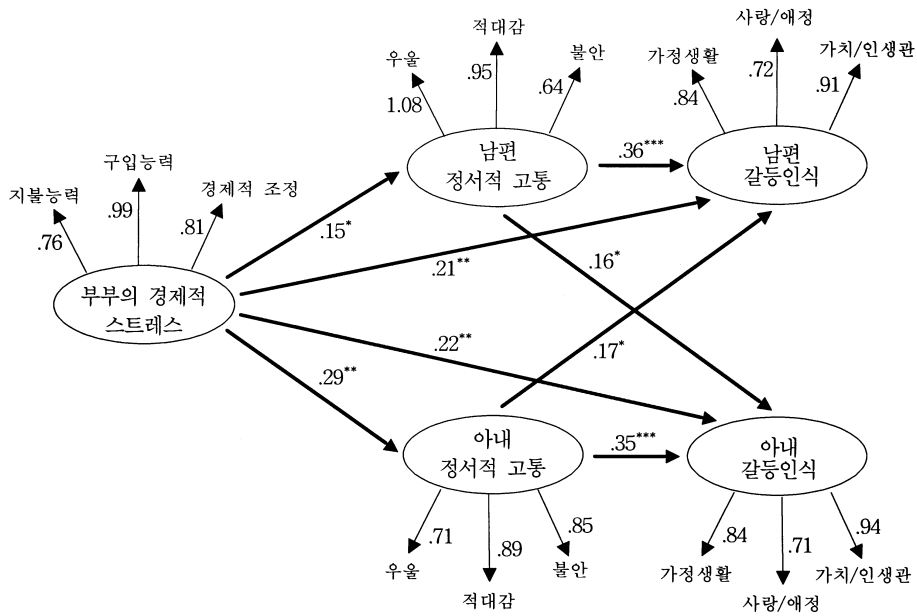 사랑/애정
적대감
우울
불안
가정생활
가치/인생관
.95
.72
1.08
.64
.84
.91
남편
정서적 고통
.36***
남편
갈등인식
구입능력
지불능력
경제적 조정
.99
.76
.81
.15*
.21**
.16*
부부의 경제적
스트레스
.22**
.17*
.29**
아내
정서적 고통
.35***
아내
갈등인식
.71
.89
.85
.84
.71
.94
우울
적대감
불안
가정생활
사랑/애정
가치/인생관